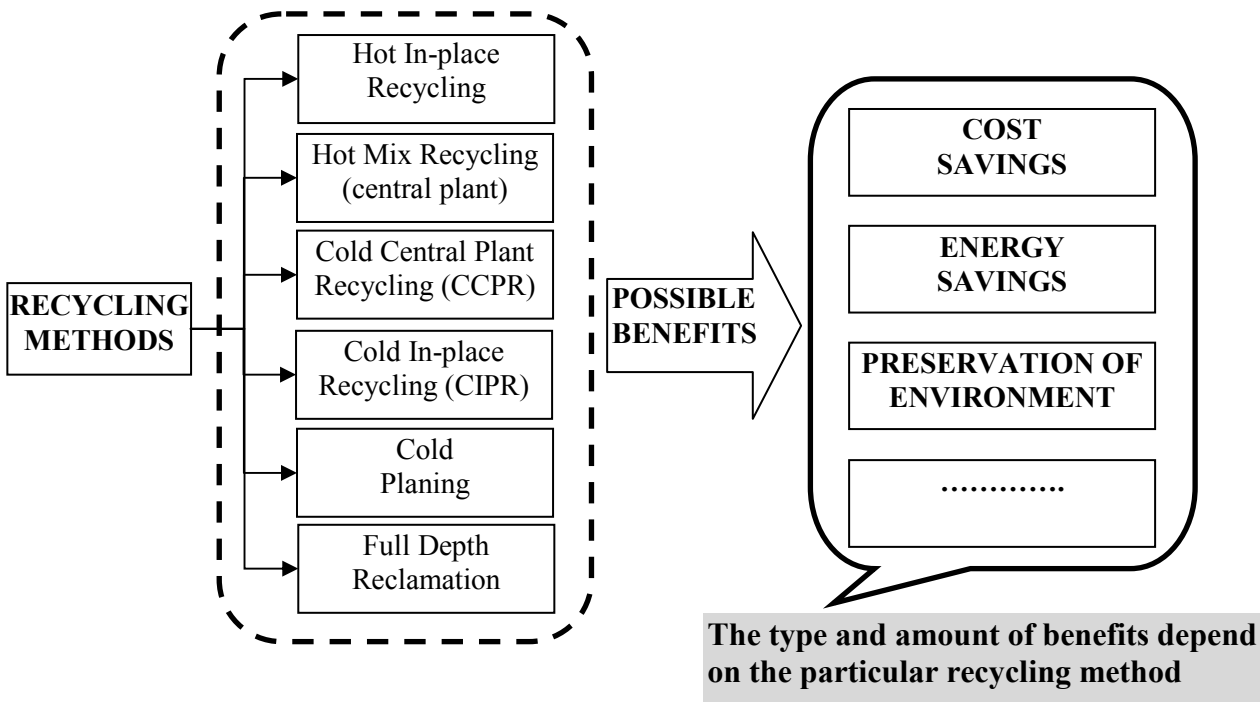 RECYCLING
METHODS
Hot In-place
Recycling
Hot Mix Recycling
(central plant)
Cold Central Plant
Recycling (CCPR)
Cold In-place
Recycling (CIPR)
Cold
Planing
Full Depth
Reclamation
POSSIBLE
BENEFITS
COST
SAVINGS
ENERGY
SAVINGS
PRESERVATION OF
ENVIRONMENT
………….
The type and amount of benefits depend
on the particular recycling method